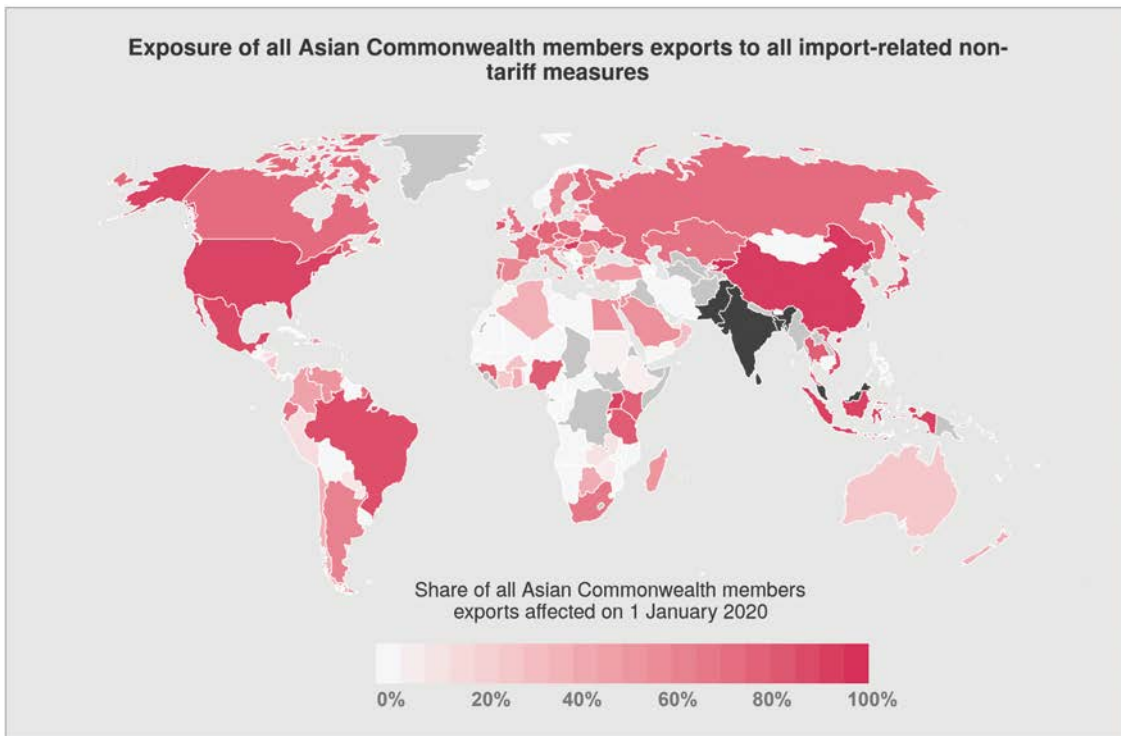 Exposure of all Asian Commonwealth members exports to all import-related non-
tariff measures
Share of all Asian Commonwealth members
exports affected on 1 January 2020
0% 20% 40% 60% 80% 100%